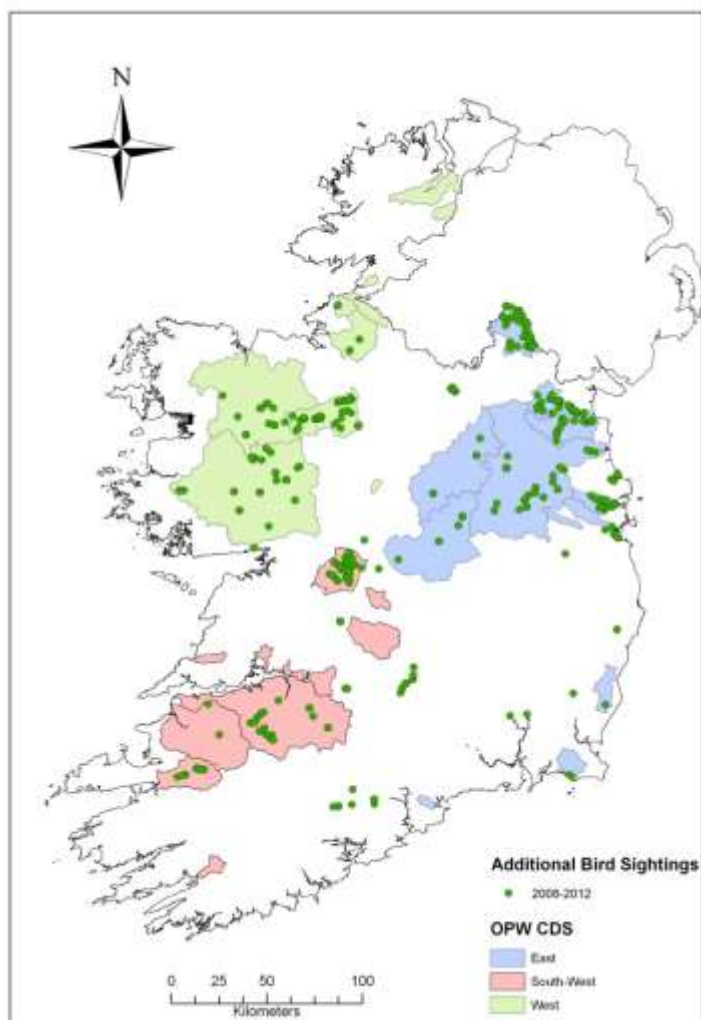 N
Additional Bird Sightings
2008-2012
OPW CDS
East
South-West
West
0 25 50 100
Kilometers